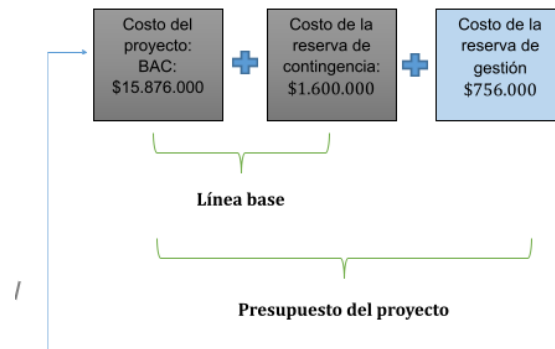 Costo del
proyecto:
BAC:
$15.876.000
Costo de la
reserva de
contingencia:
$1.600.000
Costo de la
reserva de
gestión
$756.000
Línea base
Presupuesto del proyecto